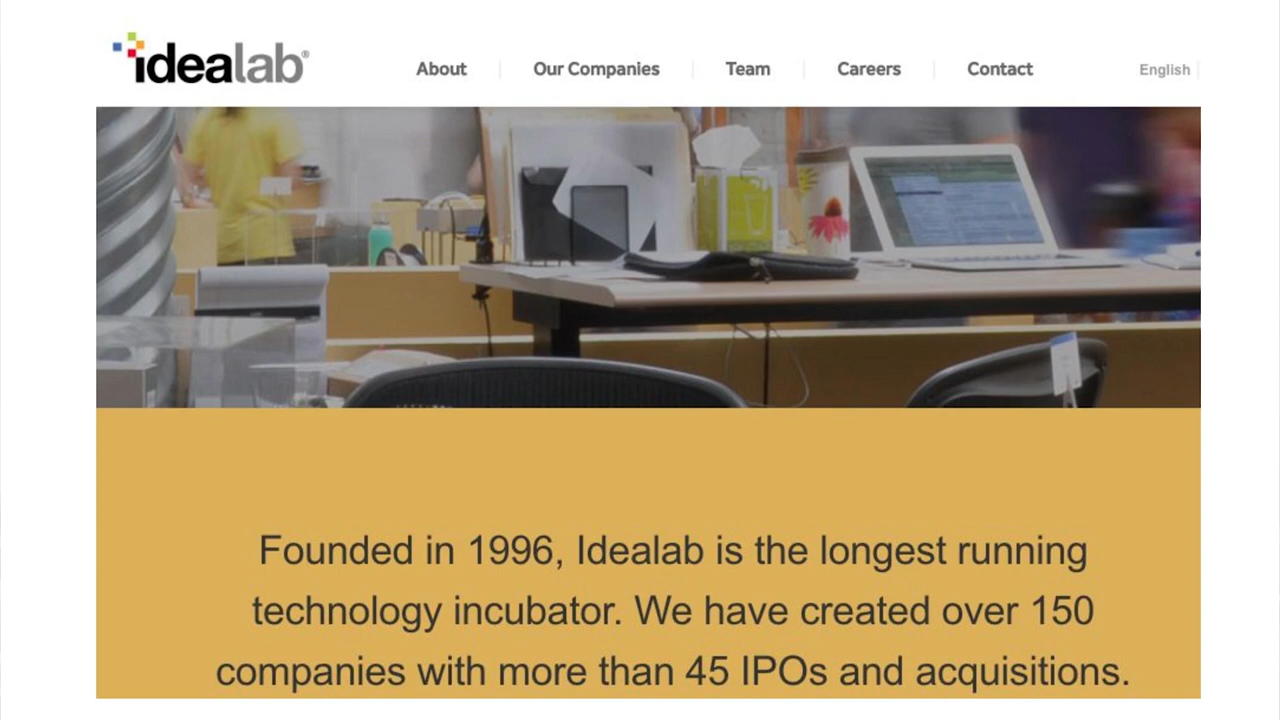 idealab®
About
Our Companies
Team
Careers
Contact
English
Founded in 1996, Idealab is the longest running
technology incubator. We have created over 150
companies with more than 45 IPOs and acquisitions.